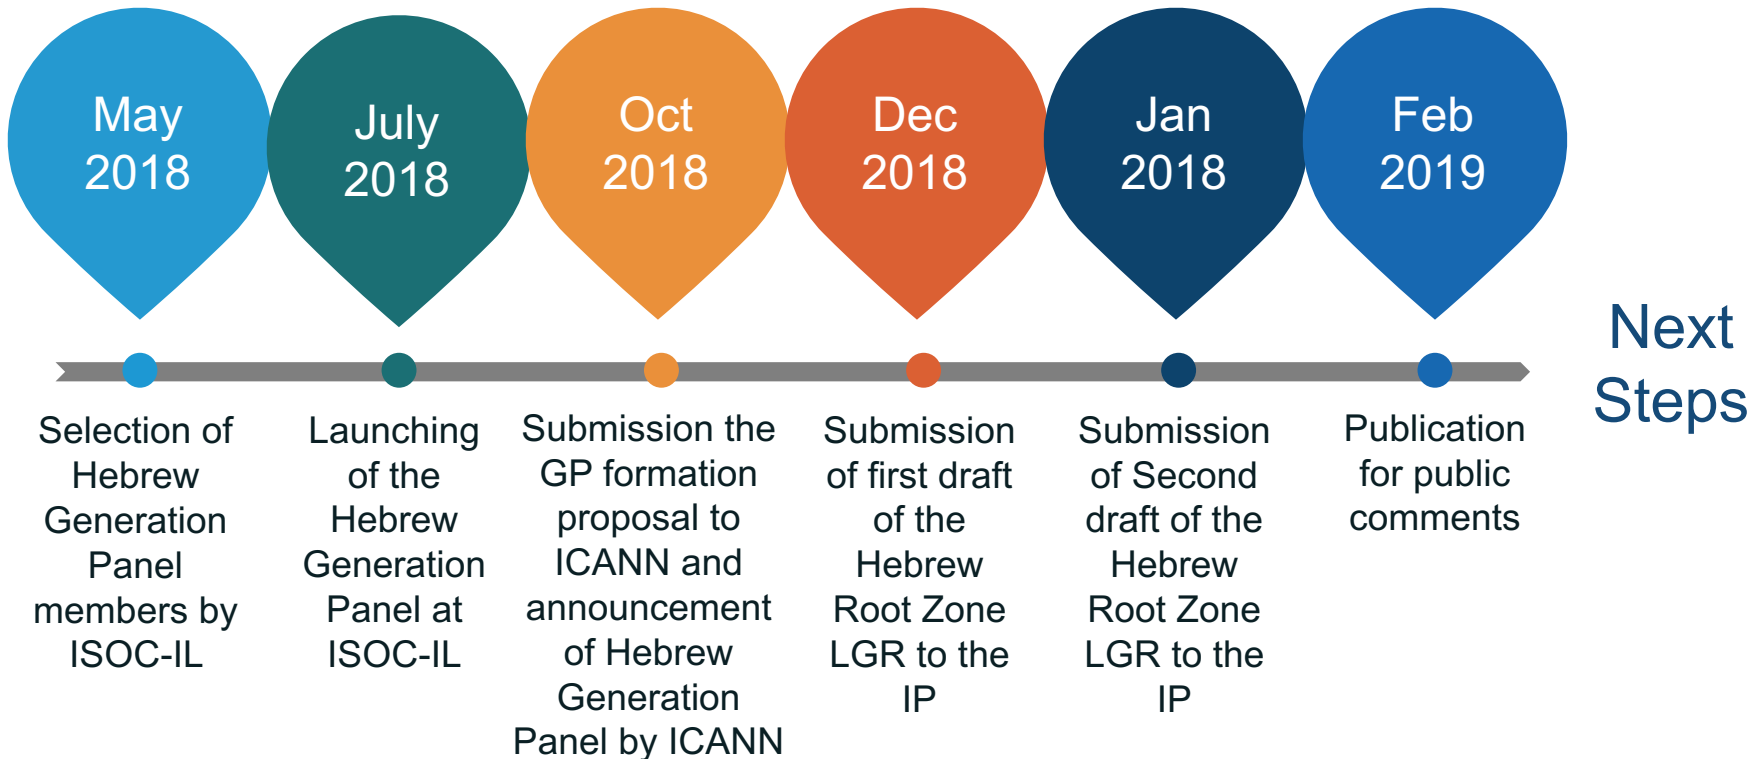 May
2018
July
2018
Oct
2018
Dec
2018
Jan
2018
Feb
2019
Selection of
Hebrew
Generation
Panel
members by
ISOC-IL
Launching
of the
Hebrew
Generation
Panel at
ISOC-IL
Submission the
GP formation
proposal to
ICANN and
announcement
of Hebrew
Generation
Panel by ICANN
Submission
of first draft
of the
Hebrew
Root Zone
LGR to the
IP
Submission
of Second
draft of the
Hebrew
Root Zone
LGR to the
IP
Publication
for public
comments
Next
Steps